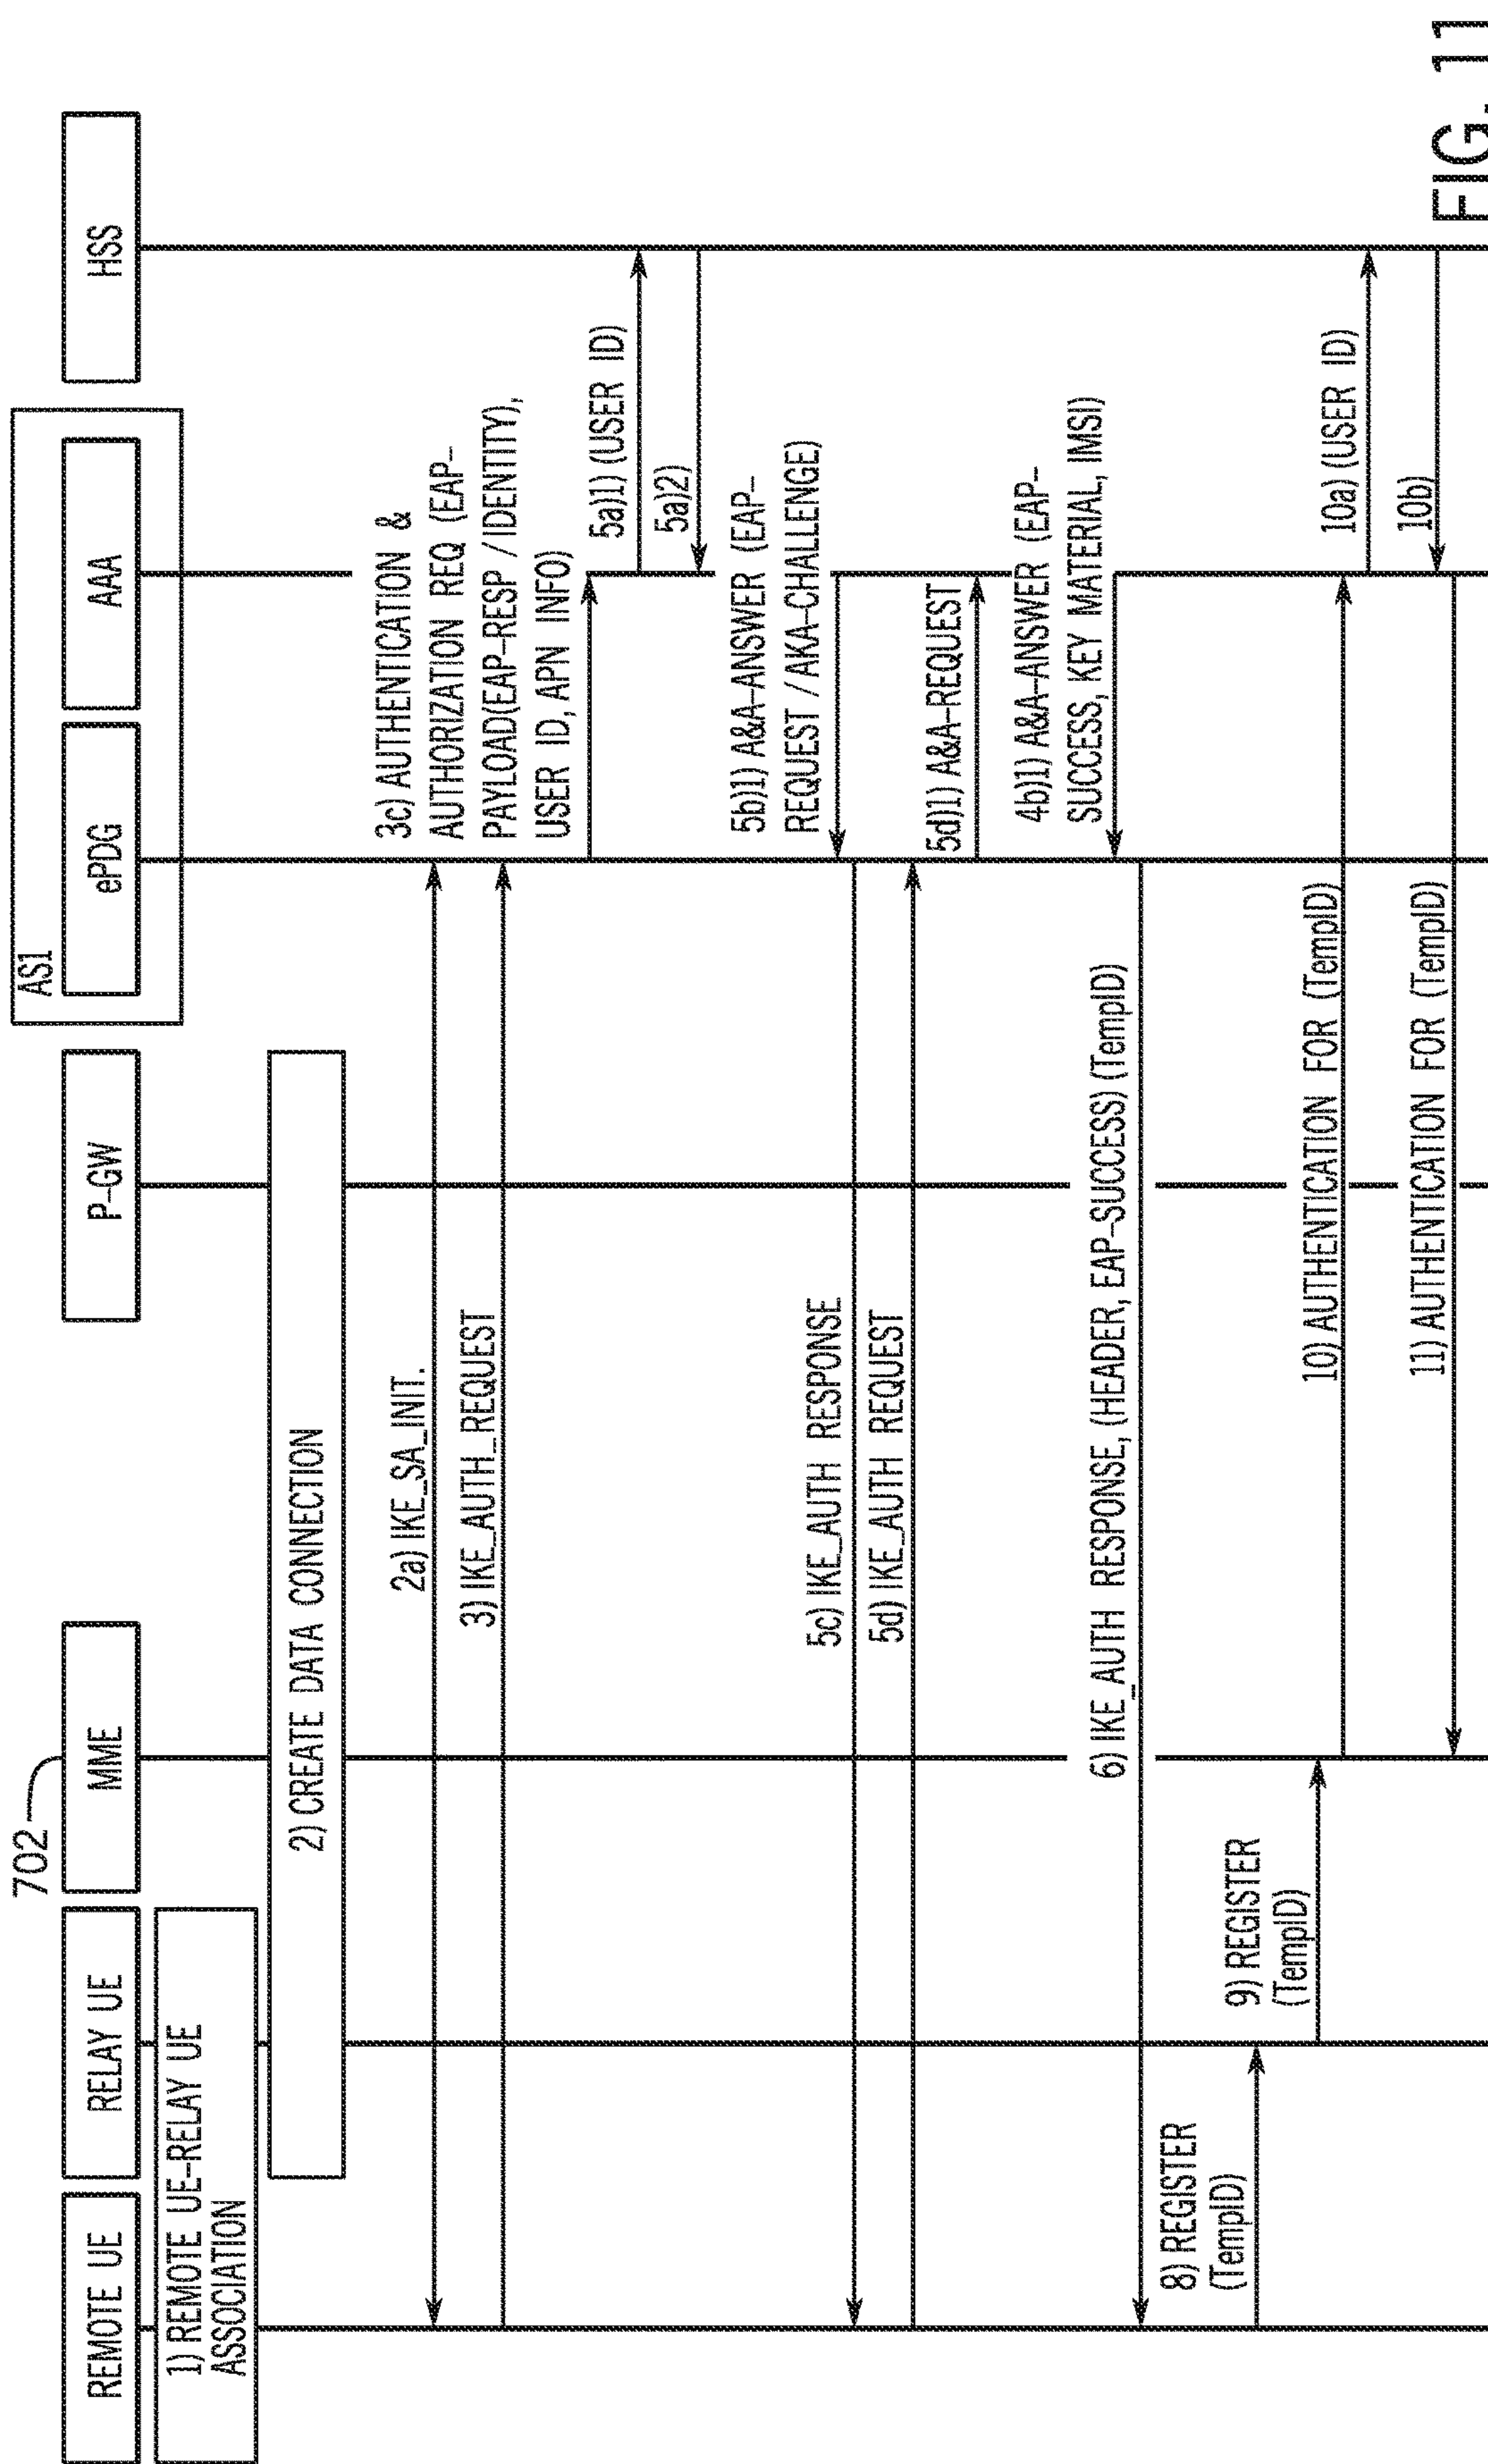 702
AS1
REMOTE UE
RELAY UE
MME
P-GW
ePDG
AAA
HSS
1) REMOTE UE-RELAY UE
ASSOCIATION
2) CREATE DATA CONNECTION
2a) IKE_SA_INIT.
3) IKE_AUTH_REQUEST
3c) AUTHENTICATION &
AUTHORIZATION REQ (EAP-
PAYLOAD(EAP-RESP/IDENTITY),
USER ID, APN INFO)
5a)1) (USER ID)
5a)2)
5b)1) A&A-ANSWER (EAP-
REQUEST/AKA-CHALLENGE)
5c) IKE_AUTH RESPONSE
5d) IKE_AUTH REQUEST
5d)1) A&A-REQUEST
4b)1) A&A-ANSWER (EAP-
SUCCESS, KEY MATERIAL, IMSI)
6) IKE_AUTH RESPONSE, (HEADER, EAP-SUCCESS) (TempID)
8) REGISTER
(TempID)
9) REGISTER
(TempID)
10) AUTHENTICATION FOR (TempID)
10a) (USER ID)
10b)
11) AUTHENTICATION FOR (TempID)
FIG. 11